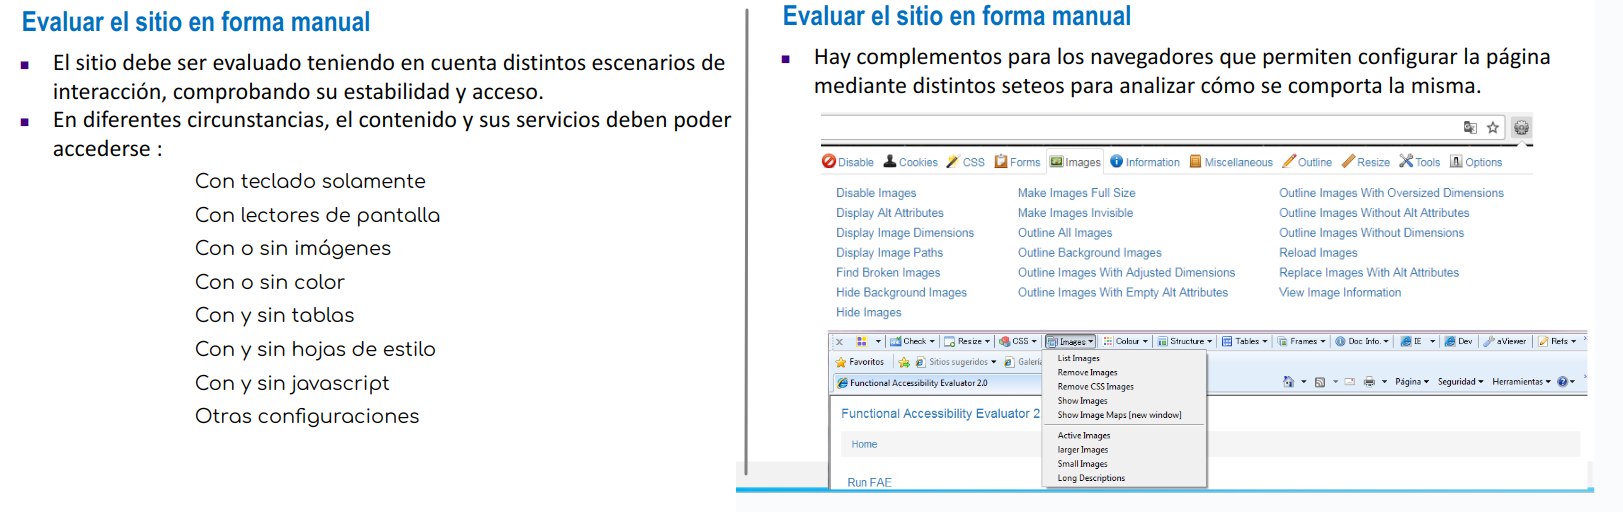 Evaluar el sitio en forma manual
El sitio debe ser evaluado teniendo en cuenta distintos escenarios de
interacción, comprobando su estabilidad y acceso.
En diferentes circunstancias, el contenido y sus servicios deben poder
accederse :
Con teclado solamente
Con lectores de pantalla
Con o sin imágenes
Con o sin color
Con y sin tablas
Con y sin hojas de estilo
Con y sin javascript
Otras configuraciones
Evaluar el sitio en forma manual
Hay complementos para los navegadores que permiten configurar la página
mediante distintos seteos para analizar cómo se comporta la misma.
Disable Cookies CSS Forms Images Information Miscellaneous Outline Resize Tools Options
Disable Images
Display Alt Attributes
Display Image Dimensions
Display Image Paths
Find Broken Images
Hide Background Images
Hide Images
Make Images Full Size
Make Images Invisible
Outline All Images
Outline Background Images
Outline Images With Adjusted Dimensions
Outline Images With Empty Alt Attributes
Outline Images With Oversized Dimensions
Outline Images Without Alt Attributes
Outline Images Without Dimensions
Reload Images
Replace Images With Alt Attributes
View Image Information
x Check Resize CSS Images Colour Structure Tables Frames Doc Info. IE Dev aViewer Refs
Favoritos Sitios sugeridos Galería
Functional Accessibility Evaluator 2.0
Página Seguridad Herramientas
List Images
Remove Images
Remove CSS Images
Show Images
Show Image Maps [new window]
Active Images
larger Images
Small Images
Long Descriptions
Functional Accessibility Evaluator 2
Home
Run FAE